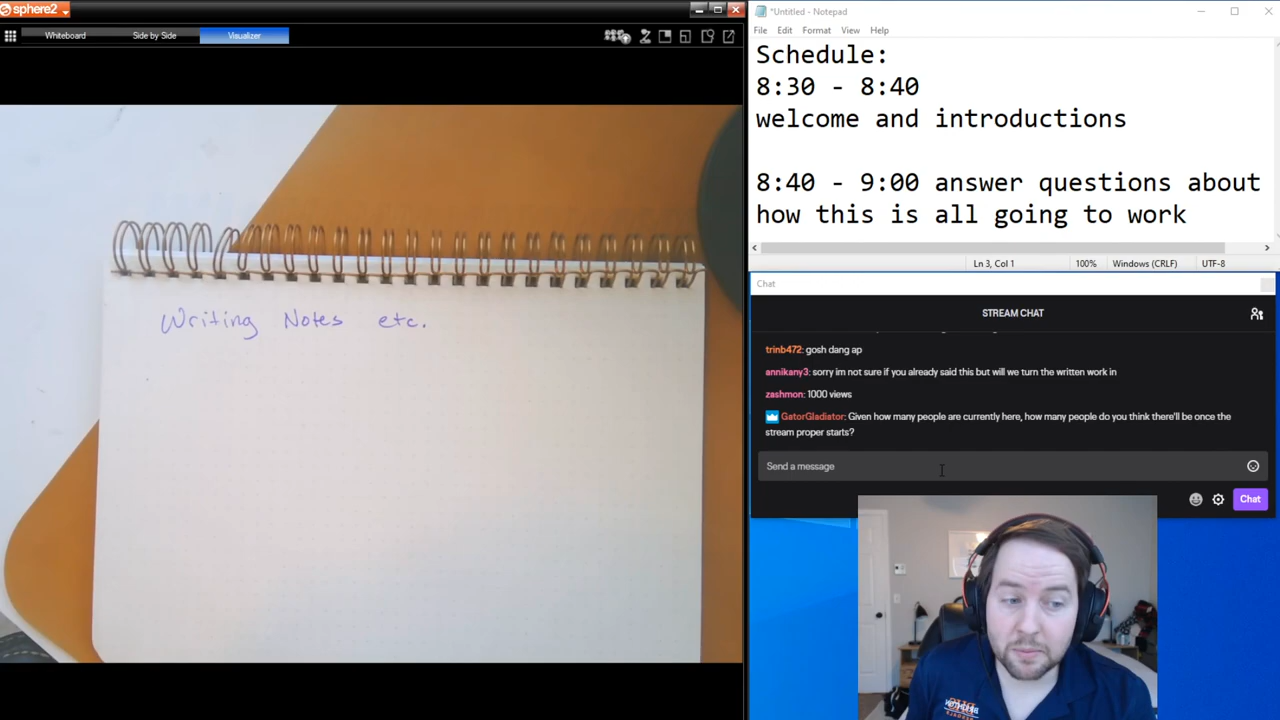 sphere2
Whiteboard
Side by Side
Visualizer
Writing Notes etc.
*Untitled - Notepad
File Edit Format View Help
Schedule:
8:30 - 8:40
welcome and introductions
8:40 - 9:00 answer questions about
how this is all going to work
Ln 3, Col 1 100% Windows (CRLF) UTF-8
Chat
STREAM CHAT
trinb472: gosh dang ap
annikany3: sorry im not sure if you already said this but will we turn the written work in
zashmon: 1000 views
GatorGladiator: Given how many people are currently here, how many people do you think there'll be once the
stream proper starts?
Send a message
Chat